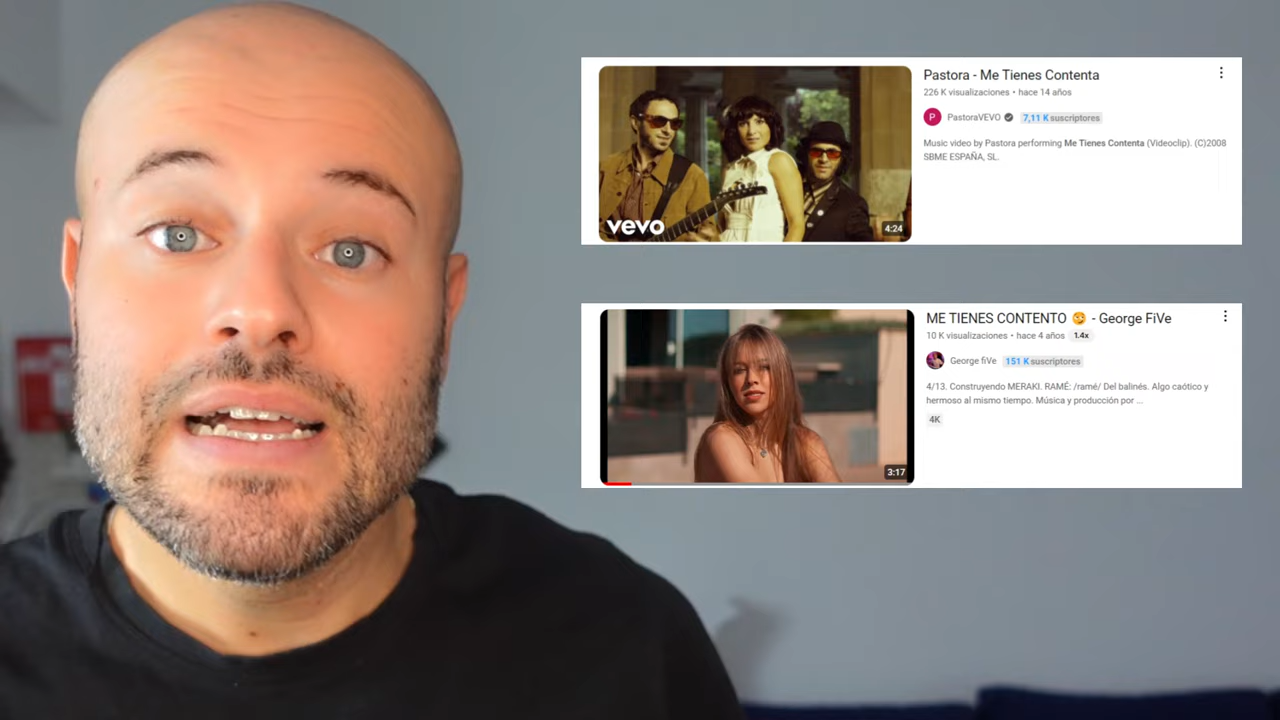 Pastora - Me Tienes Contenta
226 K visualizaciones • hace 14 años
P PastoraVEVO 7,11 K suscriptores
Music video by Pastora performing Me Tienes Contenta (Videoclip). (C)2008
SBME ESPAÑA, SL.
vevo
4:24
ME TIENES CONTENTO 😏 - George FiVe
10 K visualizaciones • hace 4 años 1.4x
George fiVe 151 K suscriptores
4/13. Construyendo MERAKI. RAMÉ: /ramé/ Del balinés. Algo caótico y
hermoso al mismo tiempo. Música y producción por ...
4K
3:17